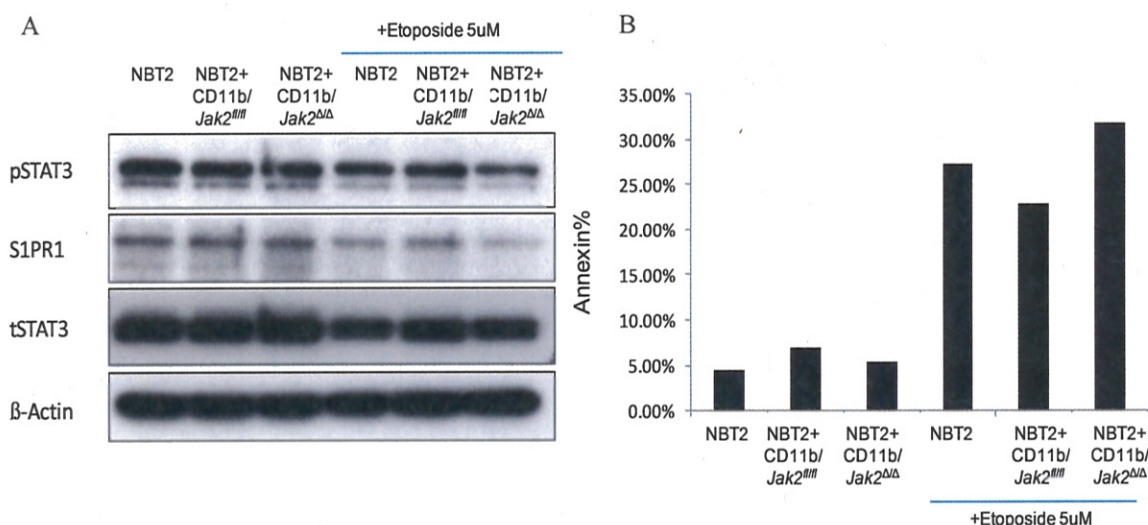 A
+Etoposide 5uM
NBT2 NBT2+ NBT2+ NBT2 NBT2+ NBT2+
CD11b/ CD11b/ CD11b/ CD11b/
Jak2fl/fl Jak2Δ/Δ Jak2fl/fl Jak2Δ/Δ
pSTAT3
S1PR1
tSTAT3
ß-Actin
B
Annexin%
35.00%
30.00%
25.00%
20.00%
15.00%
10.00%
5.00%
0.00%
NBT2 NBT2+ NBT2+ NBT2 NBT2+ NBT2+
CD11b/ CD11b/ CD11b/ CD11b/
Jak2fl/fl Jak2Δ/Δ Jak2fl/fl Jak2Δ/Δ
+Etoposide 5uM